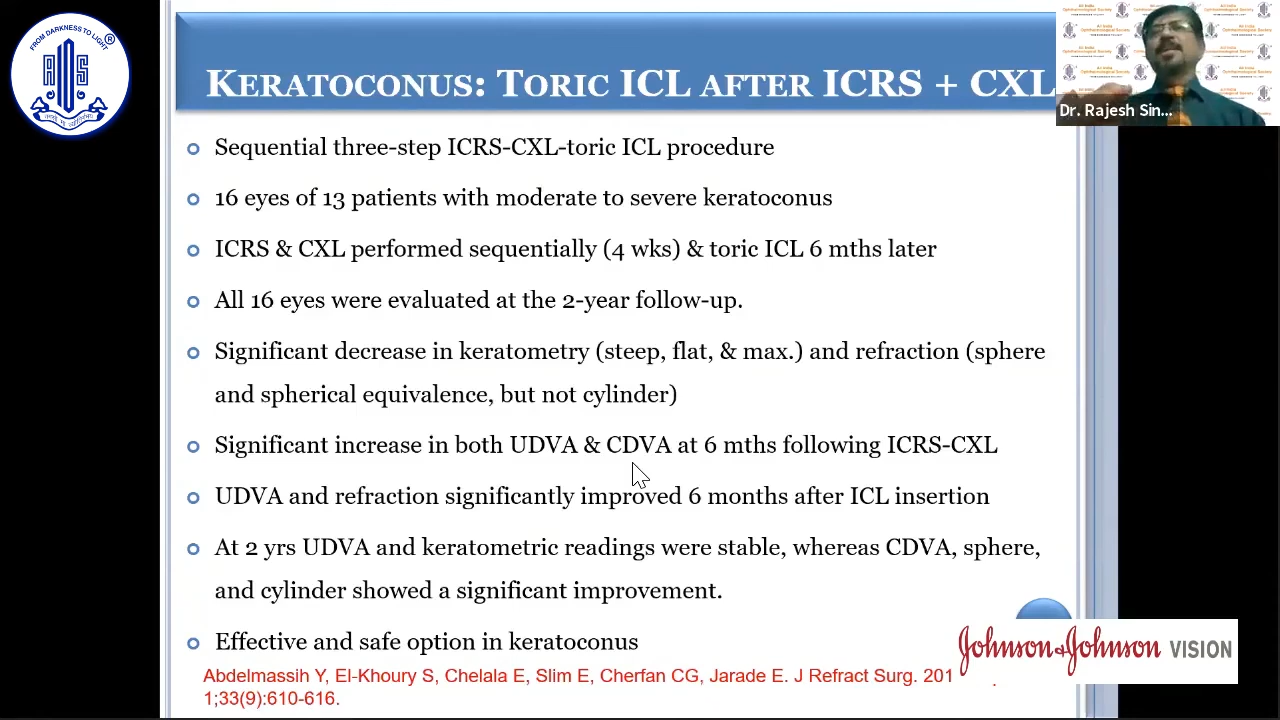 FROM DARKNESS TO LIGHT
KERATOCONUS: TORIC ICL AFTER ICRS + CXL
Dr. Rajesh Sin...
Sequential three-step ICRS-CXL-toric ICL procedure
16 eyes of 13 patients with moderate to severe keratoconus
ICRS & CXL performed sequentially (4 wks) & toric ICL 6 mths later
All 16 eyes were evaluated at the 2-year follow-up.
Significant decrease in keratometry (steep, flat, & max.) and refraction (sphere
and spherical equivalence, but not cylinder)
Significant increase in both UDVA & CDVA at 6 mths following ICRS-CXL
UDVA and refraction significantly improved 6 months after ICL insertion
At 2 yrs UDVA and keratometric readings were stable, whereas CDVA, sphere,
and cylinder showed a significant improvement.
Effective and safe option in keratoconus
Johnson & Johnson VISION
Abdelmassih Y, El-Khoury S, Chelala E, Slim E, Cherfan CG, Jarade E. J Refract Surg. 201
1;33(9):610-616.